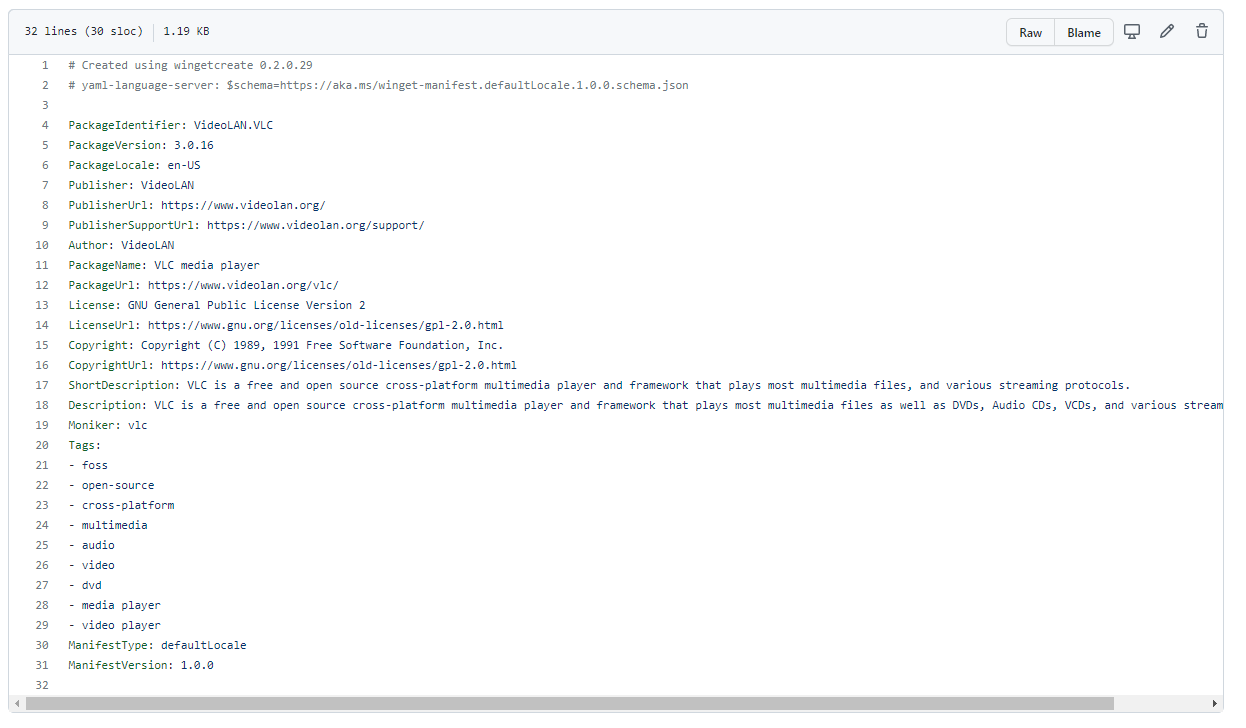 32 lines (30 sloc) 1.19 KB
Raw Blame
1 # Created using wingetcreate 0.2.0.29
2 # yaml-language-server: $schema=https://aka.ms/winget-manifest.defaultLocale.1.0.0.schema.json
3
4 PackageIdentifier: VideoLAN.VLC
5 PackageVersion: 3.0.16
6 PackageLocale: en-US
7 Publisher: VideoLAN
8 PublisherUrl: https://www.videolan.org/
9 PublisherSupportUrl: https://www.videolan.org/support/
10 Author: VideoLAN
11 PackageName: VLC media player
12 PackageUrl: https://www.videolan.org/vlc/
13 License: GNU General Public License Version 2
14 LicenseUrl: https://www.gnu.org/licenses/old-licenses/gpl-2.0.html
15 Copyright: Copyright (C) 1989, 1991 Free Software Foundation, Inc.
16 CopyrightUrl: https://www.gnu.org/licenses/old-licenses/gpl-2.0.html
17 ShortDescription: VLC is a free and open source cross-platform multimedia player and framework that plays most multimedia files, and various streaming protocols.
18 Description: VLC is a free and open source cross-platform multimedia player and framework that plays most multimedia files as well as DVDs, Audio CDs, VCDs, and various stream
19 Moniker: vlc
20 Tags:
21 - foss
22 - open-source
23 - cross-platform
24 - multimedia
25 - audio
26 - video
27 - dvd
28 - media player
29 - video player
30 ManifestType: defaultLocale
31 ManifestVersion: 1.0.0
32